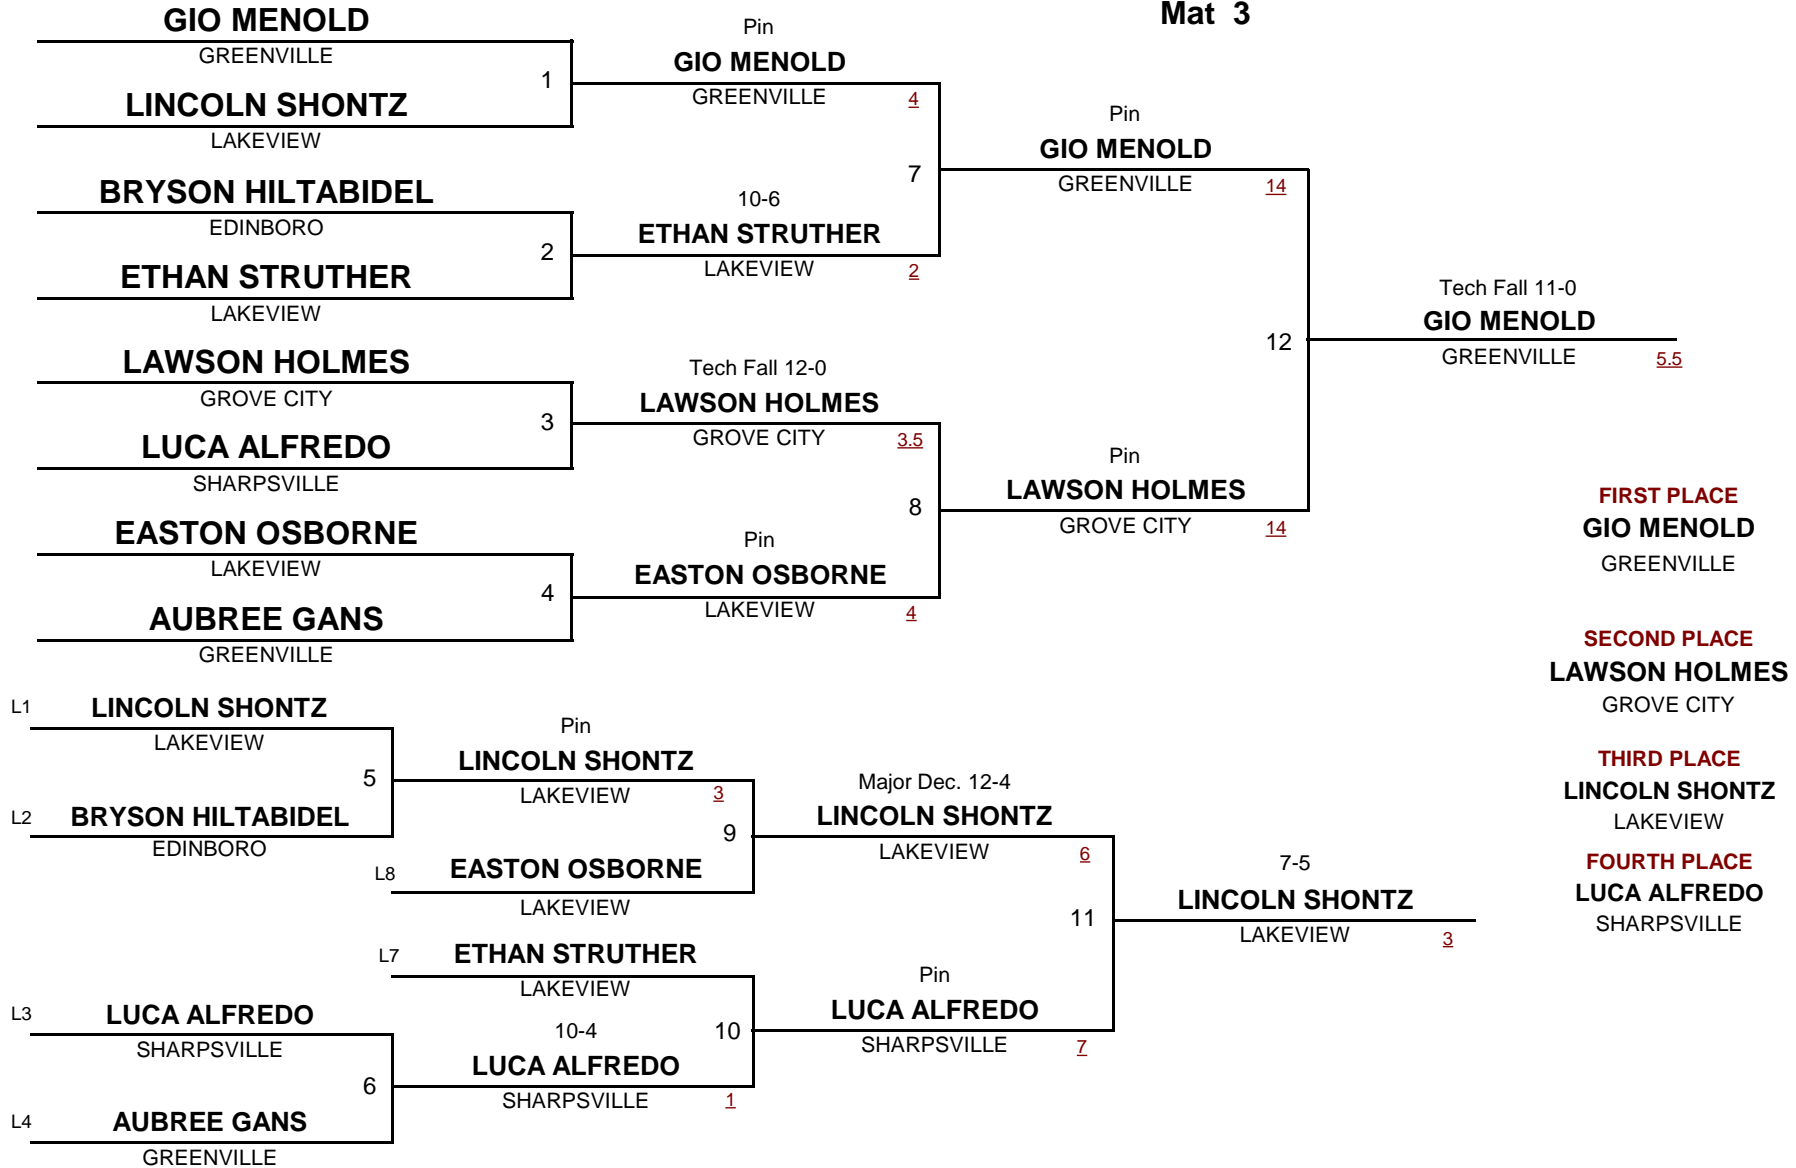 Mat 3
GIO MENOLD
GREENVILLE
1
LINCOLN SHONTZ
LAKEVIEW
BRYSON HILTABIDEL
EDINBORO
2
ETHAN STRUTHER
LAKEVIEW
LAWSON HOLMES
GROVE CITY
3
LUCA ALFREDO
SHARPSVILLE
EASTON OSBORNE
LAKEVIEW
4
AUBREE GANS
GREENVILLE
Pin
GIO MENOLD
GREENVILLE 4
7
10-6
ETHAN STRUTHER
LAKEVIEW 2
Tech Fall 12-0
LAWSON HOLMES
GROVE CITY 3.5
8
Pin
EASTON OSBORNE
LAKEVIEW 4
Pin
GIO MENOLD
GREENVILLE 14
12
Pin
LAWSON HOLMES
GROVE CITY 14
Tech Fall 11-0
GIO MENOLD
GREENVILLE 5.5
FIRST PLACE
GIO MENOLD
GREENVILLE
SECOND PLACE
LAWSON HOLMES
GROVE CITY
THIRD PLACE
LINCOLN SHONTZ
LAKEVIEW
FOURTH PLACE
LUCA ALFREDO
SHARPSVILLE
L1 LINCOLN SHONTZ
LAKEVIEW
5
L2 BRYSON HILTABIDEL
EDINBORO
L3 LUCA ALFREDO
SHARPSVILLE
6
L4 AUBREE GANS
GREENVILLE
Pin
LINCOLN SHONTZ
LAKEVIEW 3
9
L8 EASTON OSBORNE
LAKEVIEW
L7 ETHAN STRUTHER
LAKEVIEW
10-4 10
LUCA ALFREDO
SHARPSVILLE 1
Major Dec. 12-4
LINCOLN SHONTZ
LAKEVIEW 6
11
Pin
LUCA ALFREDO
SHARPSVILLE 7
7-5
LINCOLN SHONTZ
LAKEVIEW 3